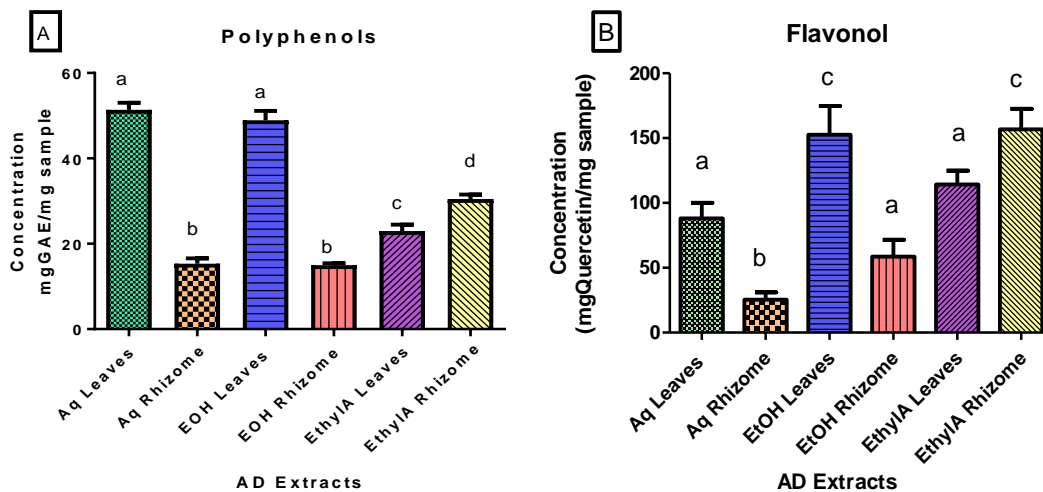 A
Polyphenols
Concentration
mgGAE/mg sample
60
40
20
0
a
b
a
b
c
d
Aq Leaves
Aq Rhizome
EOH Leaves
EOH Rhizome
EthylA Leaves
EthylA Rhizome
AD Extracts
B
Flavonol
Concentration
(mgQuercetin/mg sample)
200
150
100
50
0
a
b
c
a
a
c
Aq Leaves
Aq Rhizome
EtOH Leaves
EtOH Rhizome
EthylA Leaves
EthylA Rhizome
AD Extracts